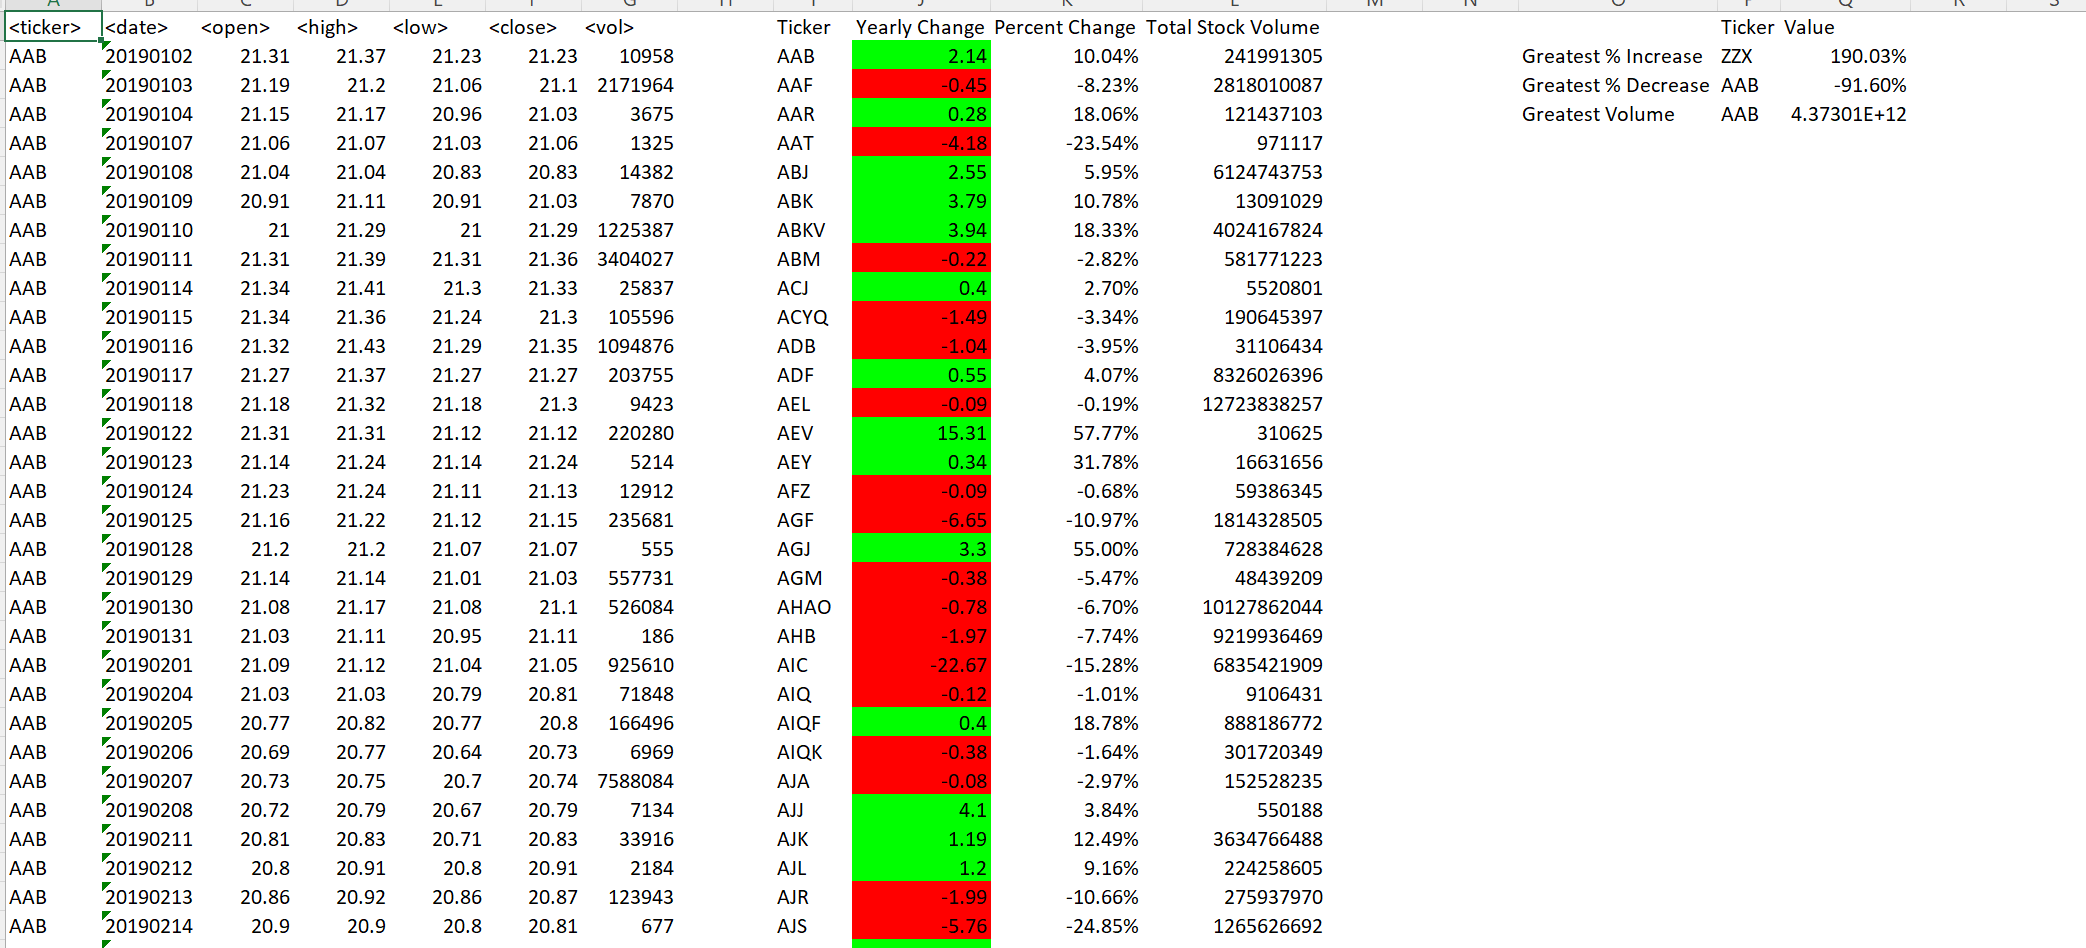 <ticker> <date> <open> <high> <low> <close> <vol> Ticker Yearly Change Percent Change Total Stock Volume Ticker Value
AAB 20190102 21.31 21.37 21.23 21.23 10958 AAB 2.14 10.04% 241991305 Greatest % Increase ZZX 190.03%
AAB 20190103 21.19 21.2 21.06 21.1 2171964 AAF -0.45 -8.23% 2818010087 Greatest % Decrease AAB -91.60%
AAB 20190104 21.15 21.17 20.96 21.03 3675 AAR 0.28 18.06% 121437103 Greatest Volume AAB 4.37301E+12
AAB 20190107 21.06 21.07 21.03 21.06 1325 AAT -4.18 -23.54% 971117
AAB 20190108 21.04 21.04 20.83 20.83 14382 ABJ 2.55 5.95% 6124743753
AAB 20190109 20.91 21.11 20.91 21.03 7870 ABK 3.79 10.78% 13091029
AAB 20190110 21 21.29 21 21.29 1225387 ABKV 3.94 18.33% 4024167824
AAB 20190111 21.31 21.39 21.31 21.36 3404027 ABM -0.22 -2.82% 581771223
AAB 20190114 21.34 21.41 21.3 21.33 25837 ACJ 0.4 2.70% 5520801
AAB 20190115 21.34 21.36 21.24 21.3 105596 ACYQ -1.49 -3.34% 190645397
AAB 20190116 21.32 21.43 21.29 21.35 1094876 ADB -1.04 -3.95% 31106434
AAB 20190117 21.27 21.37 21.27 21.27 203755 ADF 0.55 4.07% 8326026396
AAB 20190118 21.18 21.32 21.18 21.3 9423 AEL -0.09 -0.19% 12723838257
AAB 20190122 21.31 21.31 21.12 21.12 220280 AEV 15.31 57.77% 310625
AAB 20190123 21.14 21.24 21.14 21.24 5214 AEY 0.34 31.78% 16631656
AAB 20190124 21.23 21.24 21.11 21.13 12912 AFZ -0.09 -0.68% 59386345
AAB 20190125 21.16 21.22 21.12 21.15 235681 AGF -6.65 -10.97% 1814328505
AAB 20190128 21.2 21.2 21.07 21.07 555 AGJ 3.3 55.00% 728384628
AAB 20190129 21.14 21.14 21.01 21.03 557731 AGM -0.38 -5.47% 48439209
AAB 20190130 21.08 21.17 21.08 21.1 526084 AHAO -0.78 -6.70% 10127862044
AAB 20190131 21.03 21.11 20.95 21.11 186 AHB -1.97 -7.74% 9219936469
AAB 20190201 21.09 21.12 21.04 21.05 925610 AIC -22.67 -15.28% 6835421909
AAB 20190204 21.03 21.03 20.79 20.81 71848 AIQ -0.12 -1.01% 9106431
AAB 20190205 20.77 20.82 20.77 20.8 166496 AIQF 0.4 18.78% 888186772
AAB 20190206 20.69 20.77 20.64 20.73 6969 AIQK -0.38 -1.64% 301720349
AAB 20190207 20.73 20.75 20.7 20.74 7588084 AJA -0.08 -2.97% 152528235
AAB 20190208 20.72 20.79 20.67 20.79 7134 AJJ 4.1 3.84% 550188
AAB 20190211 20.81 20.83 20.71 20.83 33916 AJK 1.19 12.49% 3634766488
AAB 20190212 20.8 20.91 20.8 20.91 2184 AJL 1.2 9.16% 224258605
AAB 20190213 20.86 20.92 20.86 20.87 123943 AJR -1.99 -10.66% 275937970
AAB 20190214 20.9 20.9 20.8 20.81 677 AJS -5.76 -24.85% 1265626692